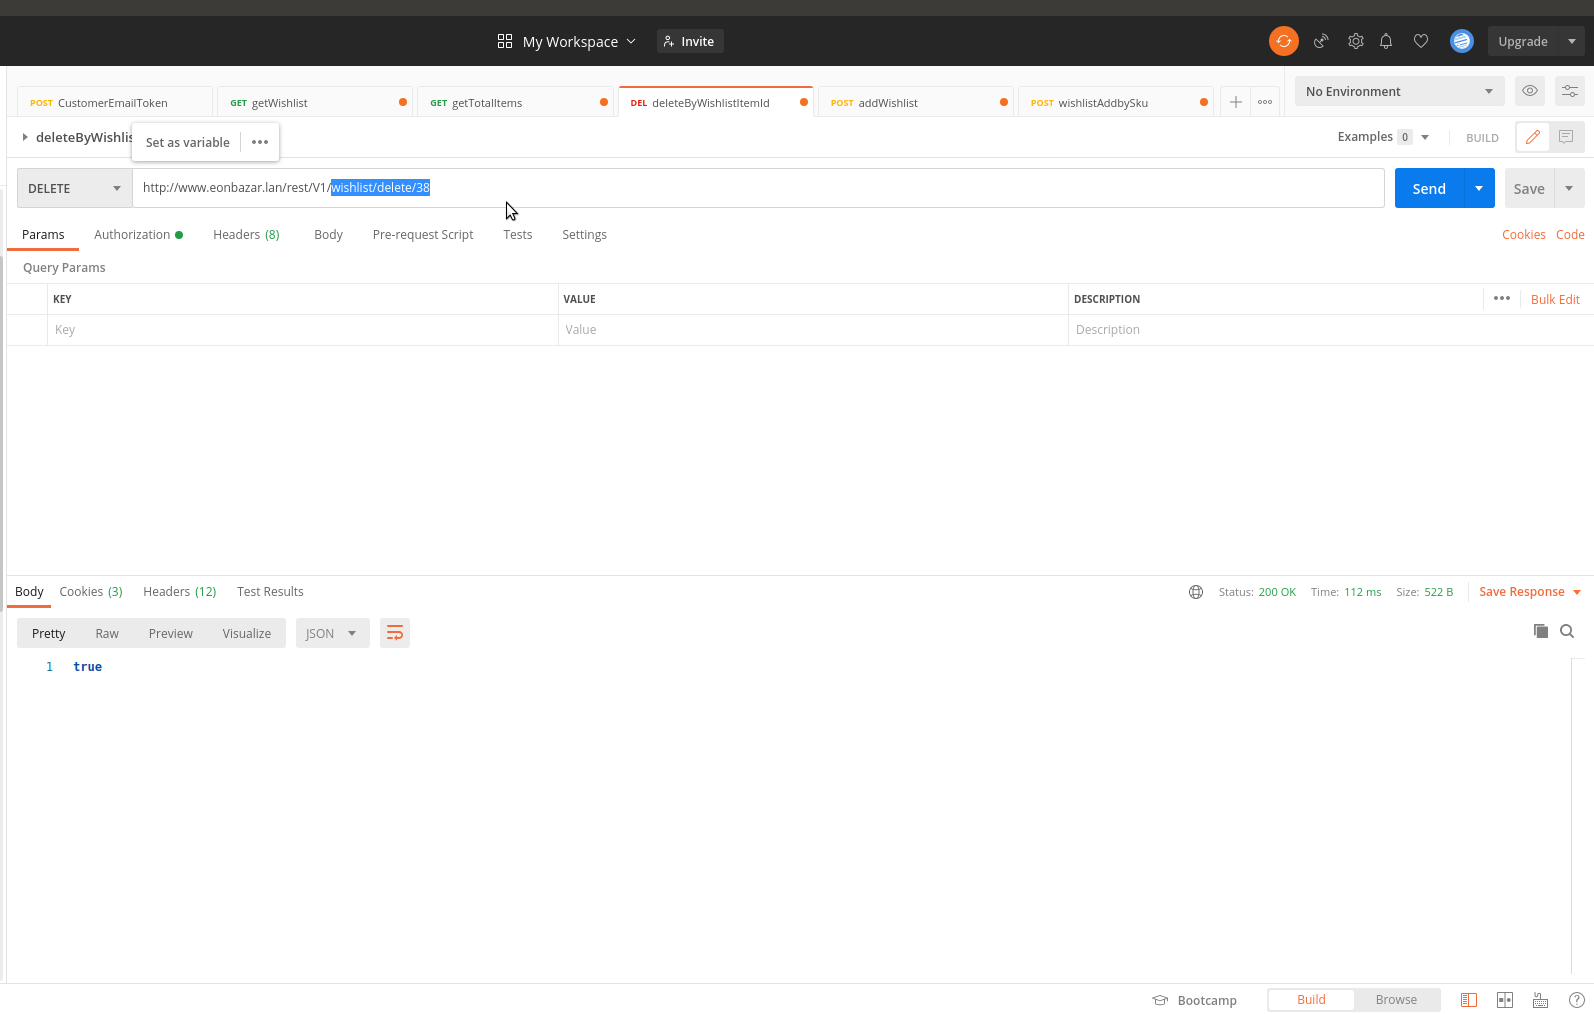 My Workspace Invite Upgrade
POST CustomerEmailToken GET getWishlist GET getTotalItems DEL deleteByWishlistItemId POST addWishlist POST wishlistAddbySku No Environment
deleteByWishlis Set as variable Examples 0 BUILD
DELETE http://www.eonbazar.lan/rest/V1/wishlist/delete/38 Send Save
Params Authorization Headers (8) Body Pre-request Script Tests Settings Cookies Code
Query Params
KEY VALUE DESCRIPTION Bulk Edit
Key Value Description
Body Cookies (3) Headers (12) Test Results Status: 200 OK Time: 112 ms Size: 522 B Save Response
Pretty Raw Preview Visualize JSON
1 true
Bootcamp Build Browse